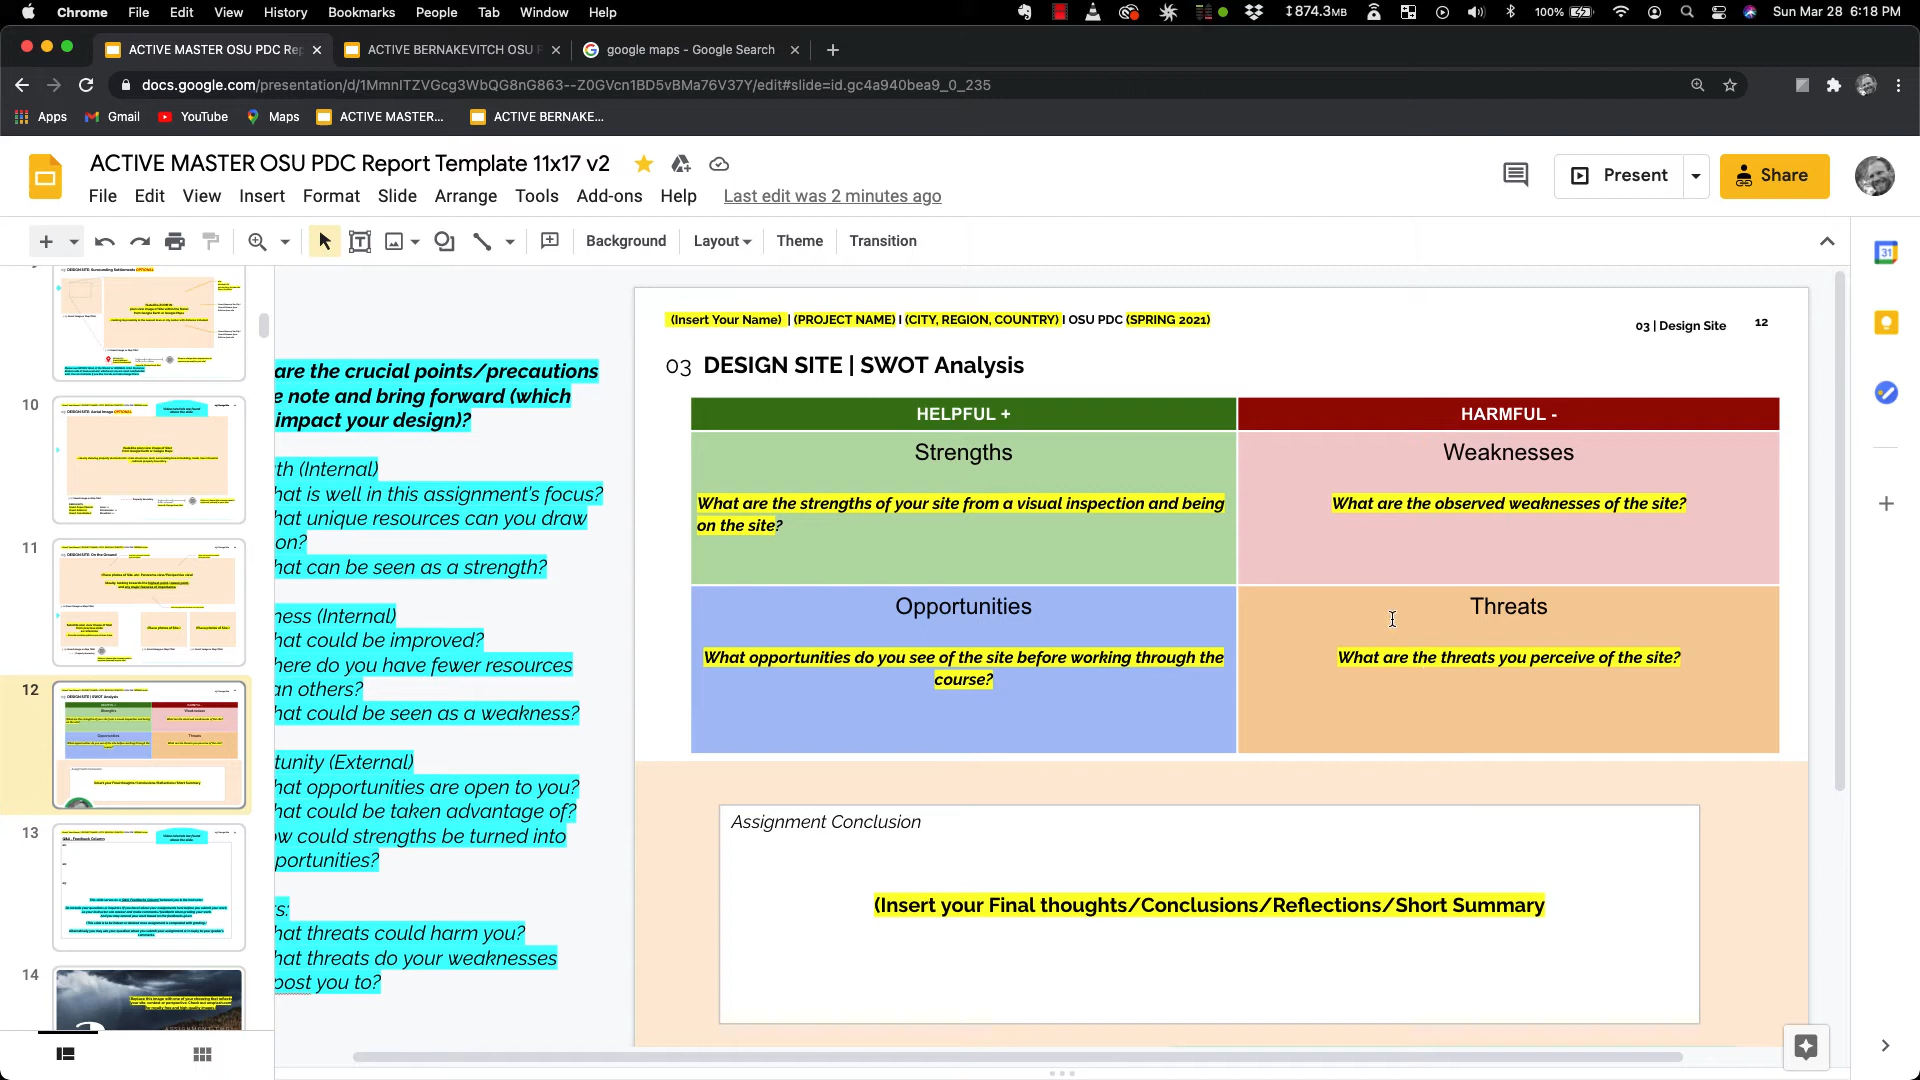 Chrome File Edit View History Bookmarks People Tab Window Help
874.3MB 100% Sun Mar 28 6:18 PM
ACTIVE MASTER OSU PDC Rep
ACTIVE BERNAKEVITCH OSU
google maps - Google Search
docs.google.com/presentation/d/1MmnITZVGcg3WbQG8nG863--Z0GVcn1BD5vBMa76V37Y/edit#slide=id.gc4a940bea9_0_235
Apps Gmail YouTube Maps ACTIVE MASTER... ACTIVE BERNAKE...
ACTIVE MASTER OSU PDC Report Template 11x17 v2
File Edit View Insert Format Slide Arrange Tools Add-ons Help Last edit was 2 minutes ago
Present
Share
Background Layout Theme Transition
31
10
11
12
13
14
are the crucial points/precautions
e note and bring forward (which
impact your design)?
th (Internal)
hat is well in this assignment's focus?
hat unique resources can you draw
on?
hat can be seen as a strength?
ness (Internal)
hat could be improved?
here do you have fewer resources
an others?
hat could be seen as a weakness?
tunity (External)
hat opportunities are open to you?
hat could be taken advantage of?
ow could strengths be turned into
portunities?
s:
hat threats could harm you?
hat threats do your weaknesses
post you to?
(Insert Your Name) | (PROJECT NAME) I (CITY, REGION, COUNTRY) I OSU PDC (SPRING 2021)
03 | Design Site 12
03 DESIGN SITE | SWOT Analysis
HELPFUL +
HARMFUL -
Strengths
What are the strengths of your site from a visual inspection and being
on the site?
Weaknesses
What are the observed weaknesses of the site?
Opportunities
What opportunities do you see of the site before working through the
course?
Threats
What are the threats you perceive of the site?
Assignment Conclusion
(Insert your Final thoughts/Conclusions/Reflections/Short Summary